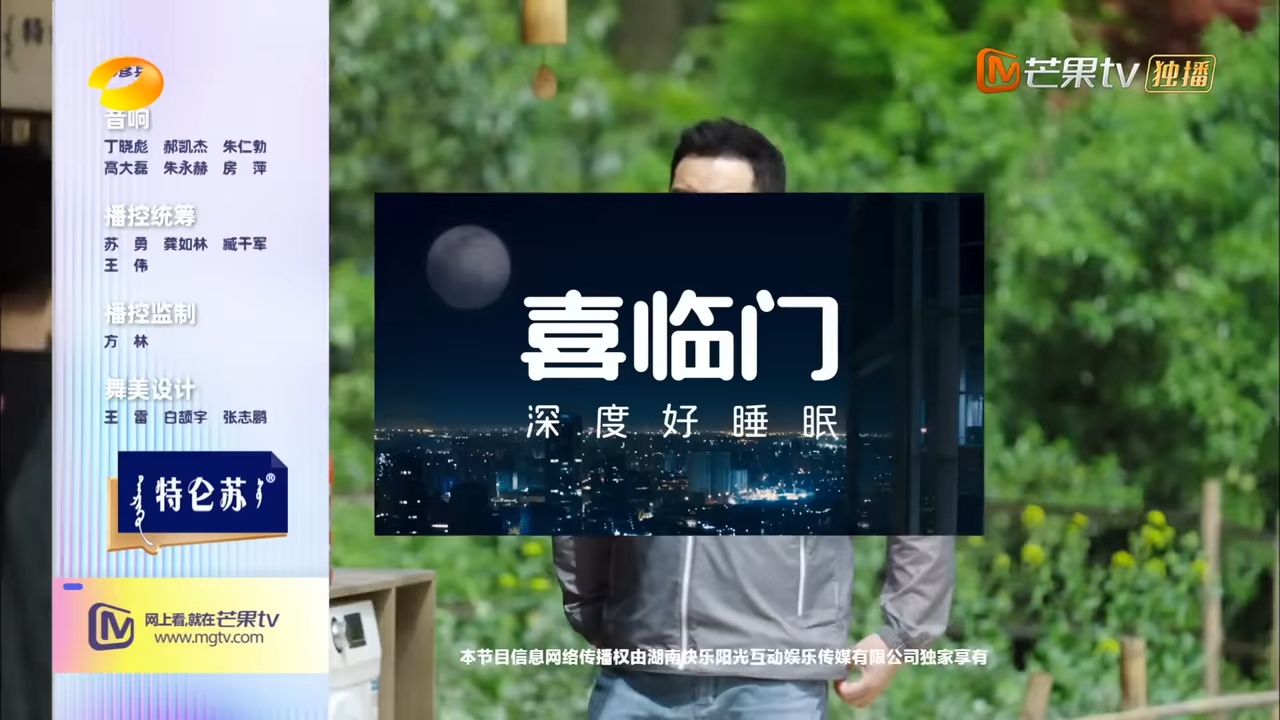 芒果tv 独播
音响
丁晓彪 郝凯杰 朱仁勃
高大磊 朱永赫 房 萍
播控统筹
苏 勇 龚如林 臧干军
王 伟
播控监制
方 林
舞美设计
王 雷 白颉宇 张志鹏
特仑苏®
网上看,就在芒果tv
www.mgtv.com
喜临门
深度好睡眠
本节目信息网络传播权由湖南快乐阳光互动娱乐传媒有限公司独家享有